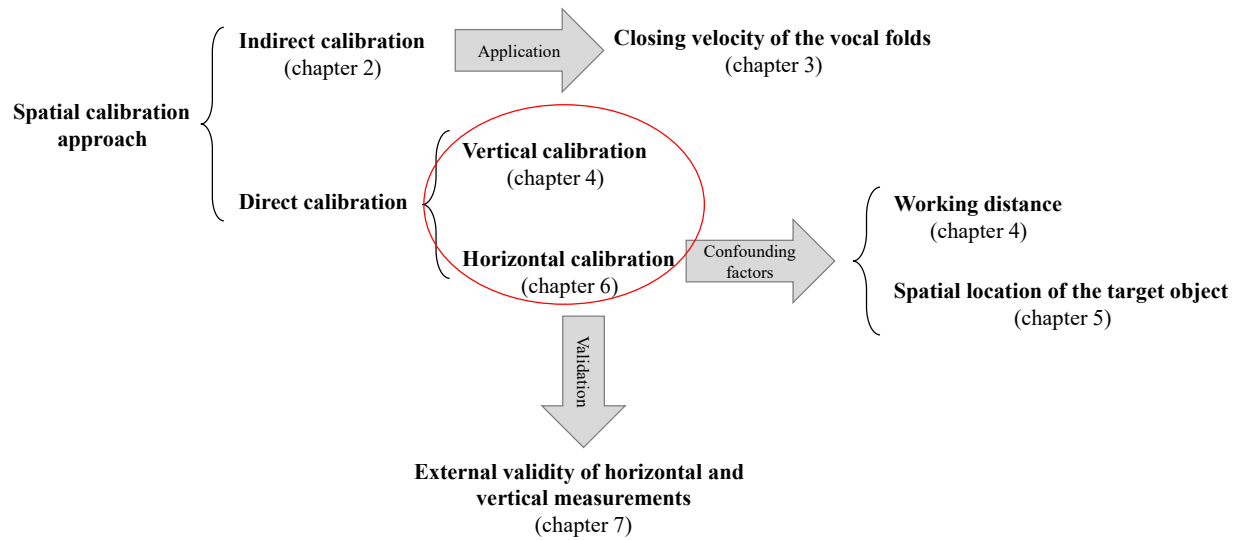 Indirect calibration
(chapter 2)
Application
Closing velocity of the vocal folds
(chapter 3)
Spatial calibration
approach
Vertical calibration
(chapter 4)
Direct calibration
Horizontal calibration
(chapter 6)
Confounding
factors
Working distance
(chapter 4)
Spatial location of the target object
(chapter 5)
Validation
External validity of horizontal and
vertical measurements
(chapter 7)